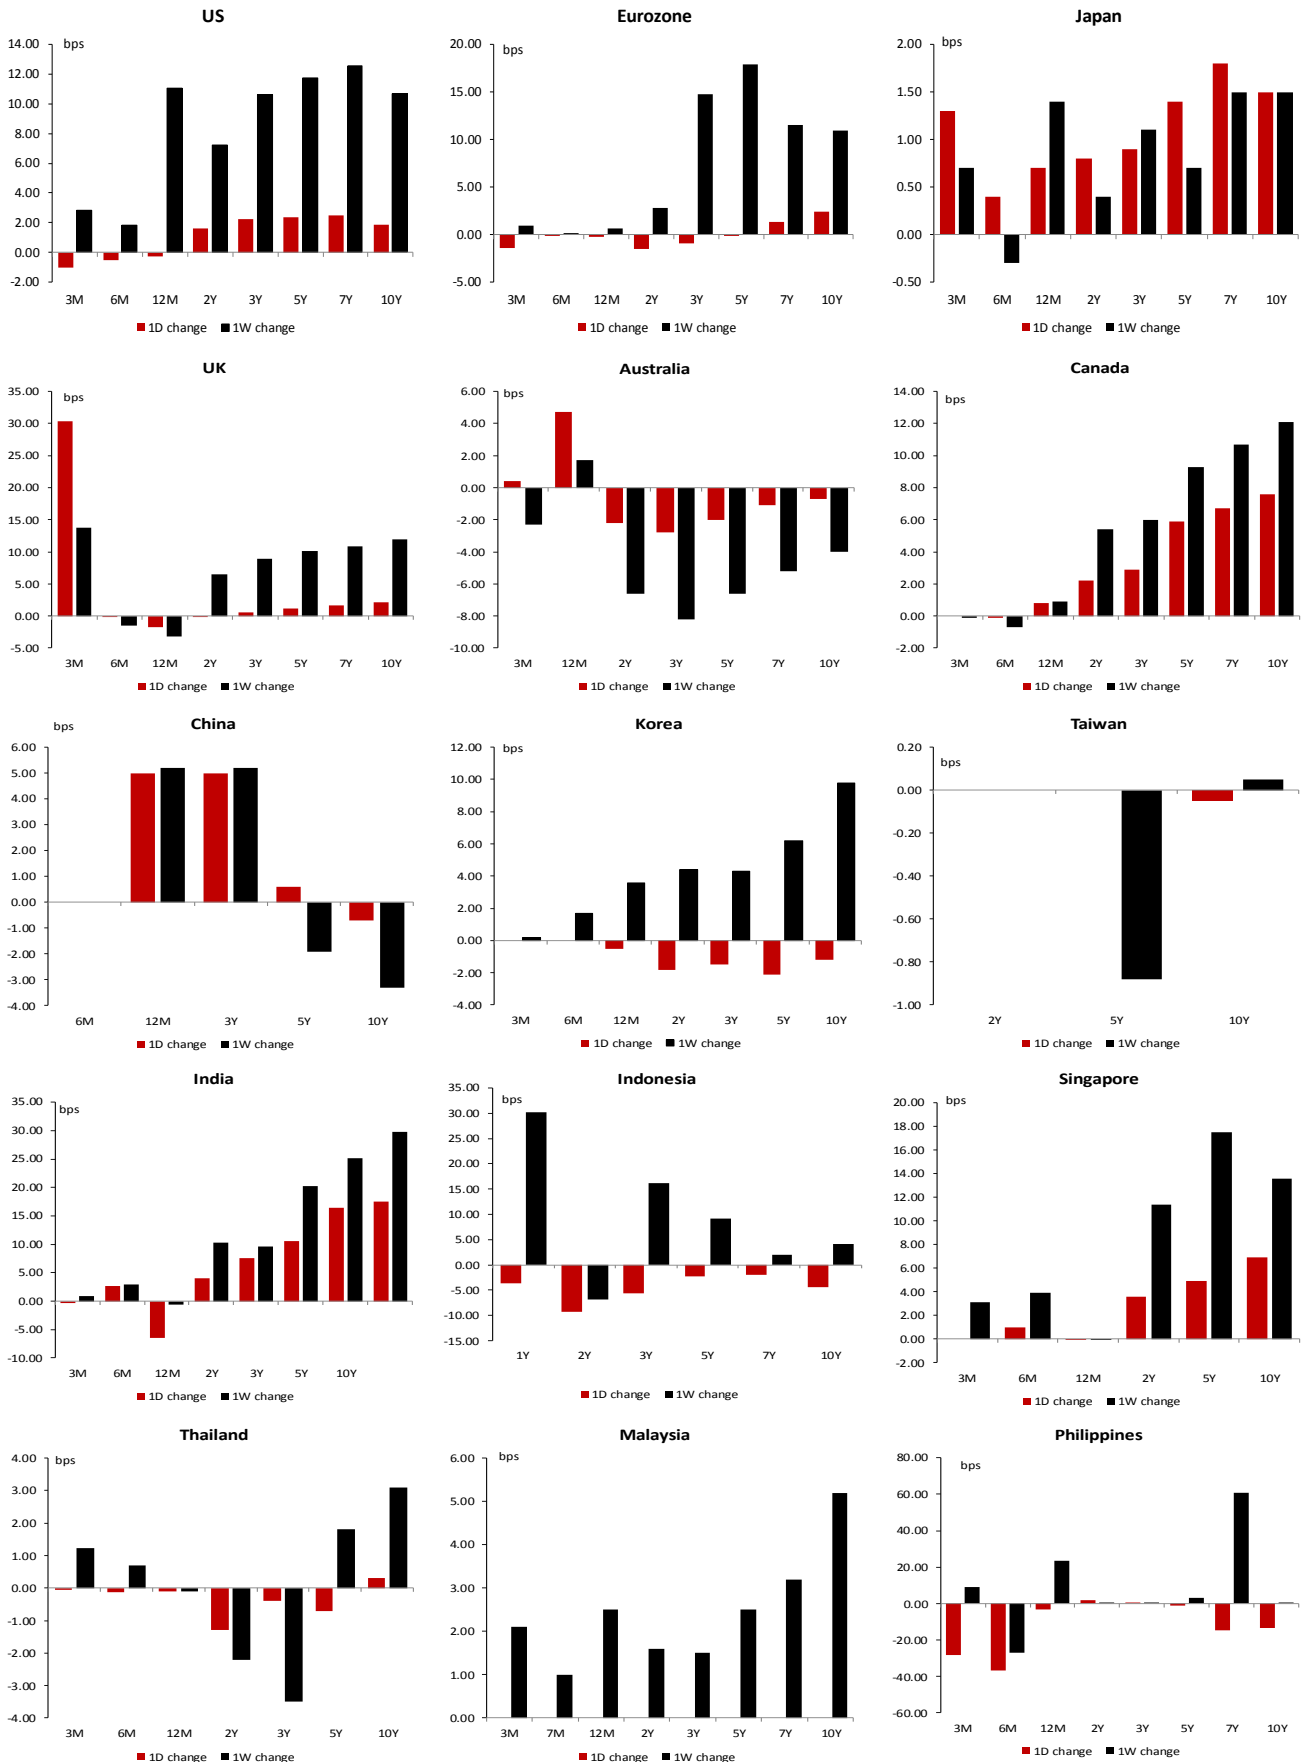 US
bps
14.00
12.00
10.00
8.00
6.00
4.00
2.00
0.00
-2.00
3M 6M 12M 2Y 3Y 5Y 7Y 10Y
1D change 1W change
Eurozone
bps
20.00
15.00
10.00
5.00
0.00
-5.00
3M 6M 12M 2Y 3Y 5Y 7Y 10Y
1D change 1W change
Japan
bps
2.00
1.50
1.00
0.50
0.00
-0.50
3M 6M 12M 2Y 3Y 5Y 7Y 10Y
1D change 1W change
UK
bps
35.00
30.00
25.00
20.00
15.00
10.00
5.00
0.00
-5.00
3M 6M 12M 2Y 3Y 5Y 7Y 10Y
1D change 1W change
Australia
bps
6.00
4.00
2.00
0.00
-2.00
-4.00
-6.00
-8.00
-10.00
3M 12M 2Y 3Y 5Y 7Y 10Y
1D change 1W change
Canada
bps
14.00
12.00
10.00
8.00
6.00
4.00
2.00
0.00
-2.00
3M 6M 12M 2Y 3Y 5Y 7Y 10Y
1D change 1W change
China
bps
6.00
5.00
4.00
3.00
2.00
1.00
0.00
-1.00
-2.00
-3.00
-4.00
6M 12M 3Y 5Y 10Y
1D change 1W change
Korea
bps
12.00
10.00
8.00
6.00
4.00
2.00
0.00
-2.00
-4.00
3M 6M 12M 2Y 3Y 5Y 10Y
1D change 1W change
Taiwan
bps
0.20
0.00
-0.20
-0.40
-0.60
-0.80
-1.00
2Y 5Y 10Y
1D change 1W change
India
bps
35.00
30.00
25.00
20.00
15.00
10.00
5.00
0.00
-5.00
-10.00
3M 6M 12M 2Y 3Y 5Y 10Y
1D change 1W change
Indonesia
bps
35.00
30.00
25.00
20.00
15.00
10.00
5.00
0.00
-5.00
-10.00
-15.00
1Y 2Y 3Y 5Y 7Y 10Y
1D change 1W change
Singapore
bps
20.00
18.00
16.00
14.00
12.00
10.00
8.00
6.00
4.00
2.00
0.00
-2.00
3M 6M 12M 2Y 5Y 10Y
1D change 1W change
Thailand
bps
4.00
3.00
2.00
1.00
0.00
-1.00
-2.00
-3.00
-4.00
3M 6M 12M 2Y 3Y 5Y 10Y
1D change 1W change
Malaysia
bps
6.00
5.00
4.00
3.00
2.00
1.00
0.00
3M 7M 12M 2Y 3Y 5Y 7Y 10Y
1D change 1W change
Philippines
bps
80.00
60.00
40.00
20.00
0.00
-20.00
-40.00
-60.00
3M 6M 12M 2Y 3Y 5Y 7Y 10Y
1D change 1W change